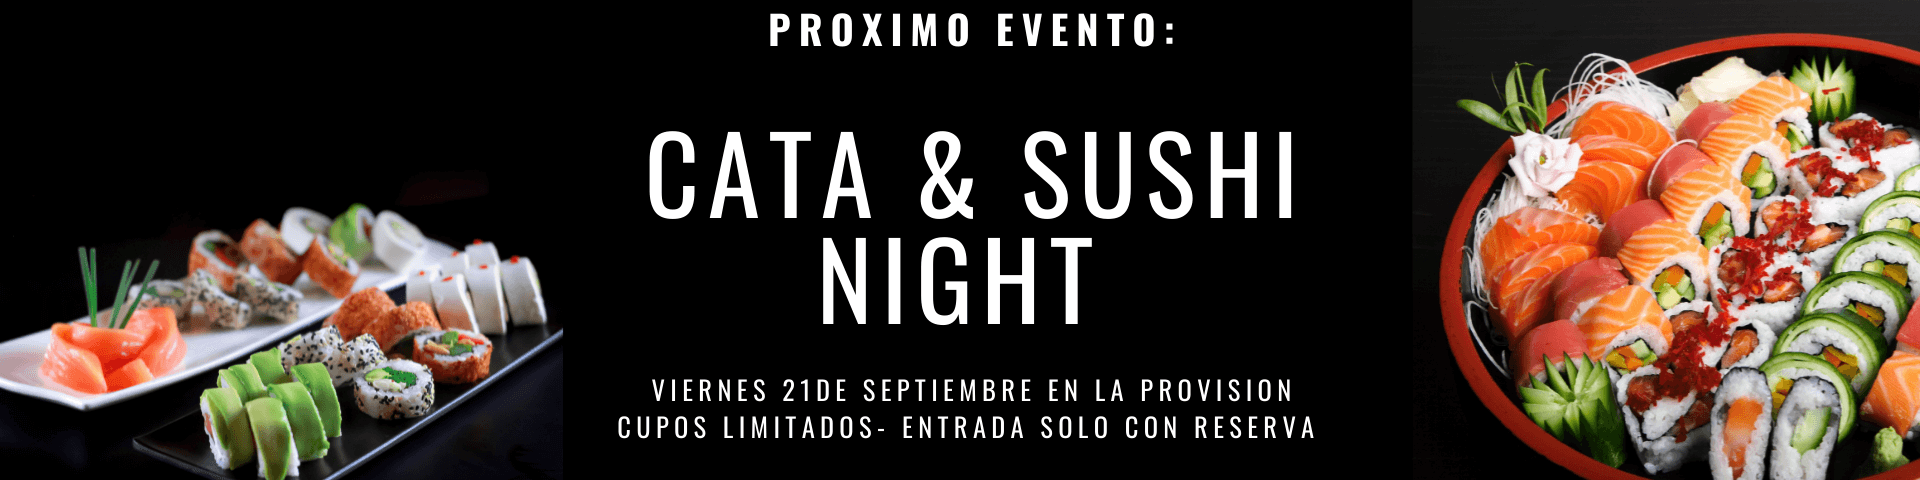 PROXIMO EVENTO:
CATA & SUSHI
NIGHT
VIERNES 21DE SEPTIEMBRE EN LA PROVISION
CUPOS LIMITADOS- ENTRADA SOLO CON RESERVA